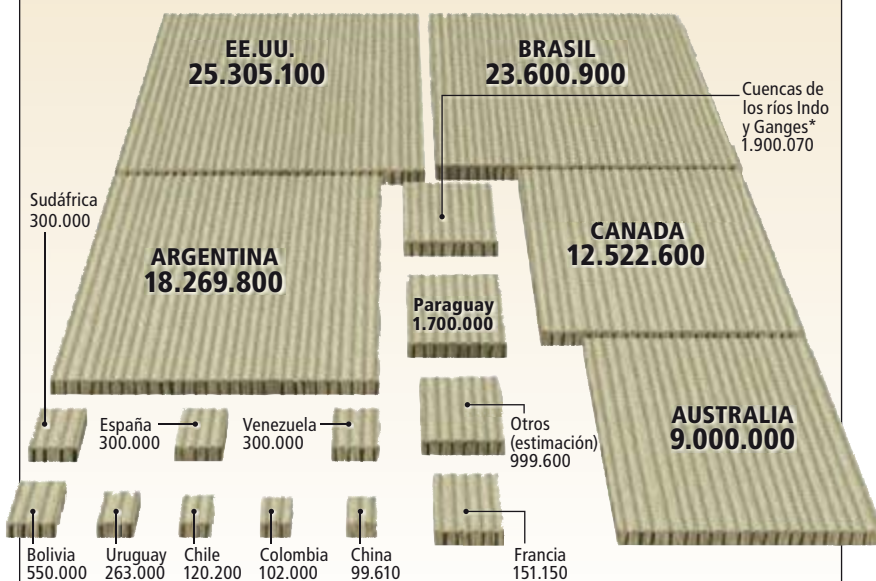 EE.UU.
25.305.100
BRASIL
23.600.900
Cuencas de
los ríos Indo
y Ganges*
1.900.070
Sudáfrica
300.000
ARGENTINA
18.269.800
CANADA
12.522.600
Paraguay
1.700.000
España
300.000
Venezuela
300.000
Otros
(estimación)
999.600
AUSTRALIA
9.000.000
Bolivia
550.000
Uruguay
263.000
Chile
120.200
Colombia
102.000
China
99.610
Francia
151.150